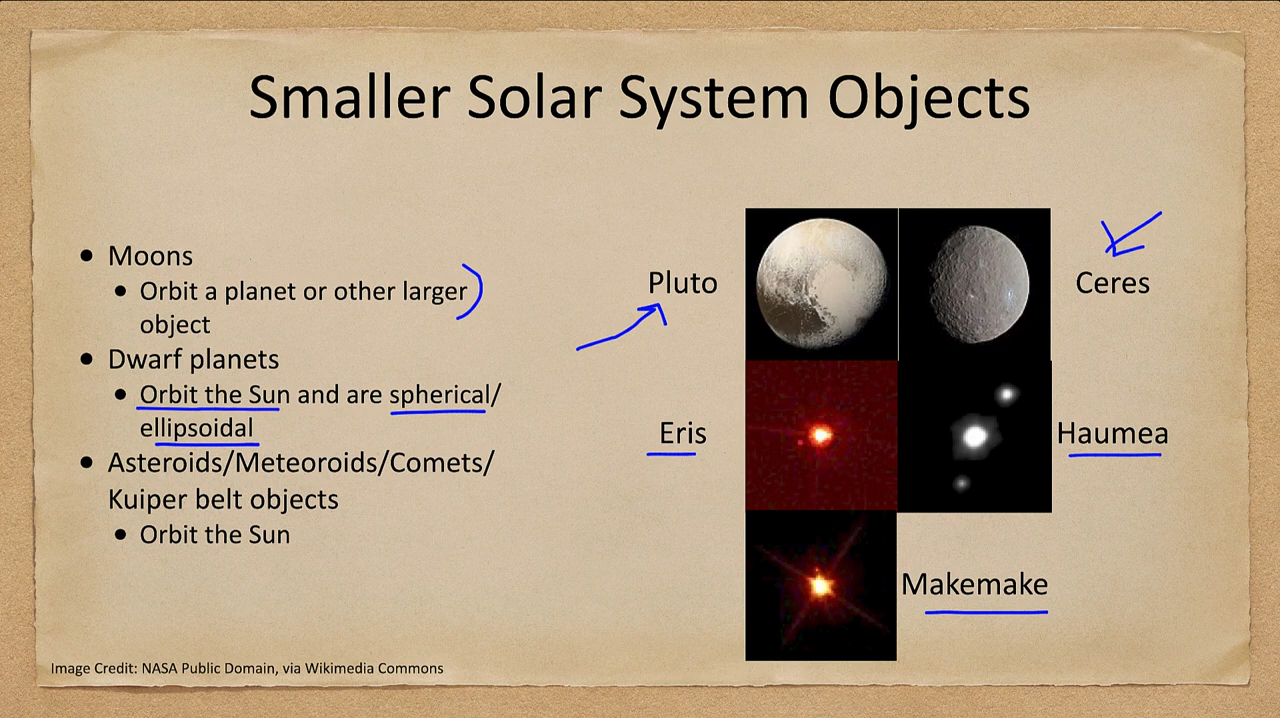 Smaller Solar System Objects
• Moons
• Orbit a planet or other larger
object
• Dwarf planets
• Orbit the Sun and are spherical/
ellipsoidal
• Asteroids/Meteoroids/Comets/
Kuiper belt objects
• Orbit the Sun
Pluto
Ceres
Eris
Haumea
Makemake
Image Credit: NASA Public Domain, via Wikimedia Commons